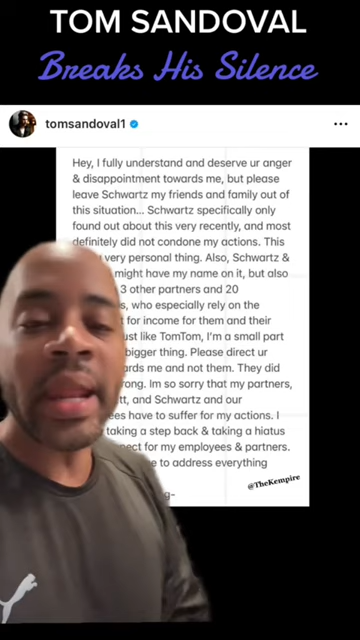 TOM SANDOVAL
Breaks His Silence
tomsandoval1
Hey, I fully understand and deserve ur anger
& disappointment towards me, but please
leave Schwartz my friends and family out of
this situation... Schwartz specifically only
found out about this very recently, and most
definitely did not condone my actions. This
very personal thing. Also, Schwartz &
might have my name on it, but also
3 other partners and 20
who especially rely on the
for income for them and their
just like TomTom, I'm a small part
bigger thing. Please direct ur
me and not them. They did
Im so sorry that my partners,
and Schwartz and our
have to suffer for my actions. I
taking a step back & taking a hiatus
for my employees & partners.
to address everything
@TheKempire